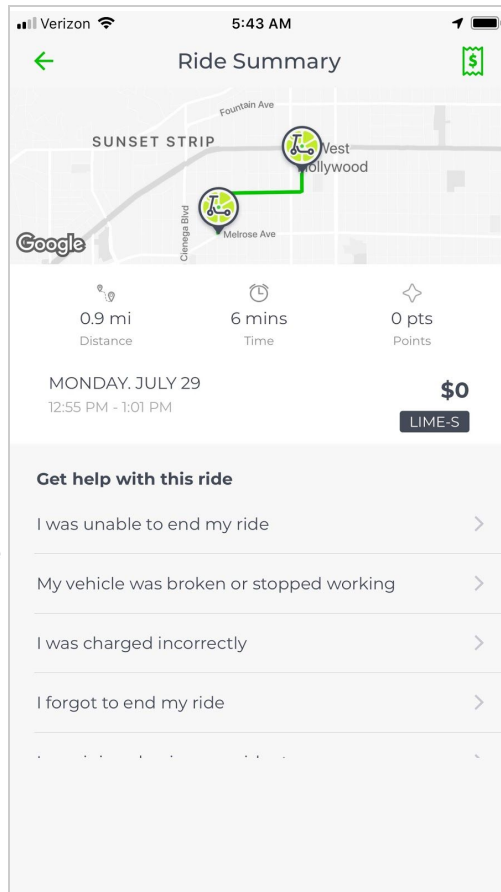 Verizon 5:43 AM
Ride Summary
$
Fountain Ave
SUNSET STRIP
West
Hollywood
Cienega Blvd
Melrose Ave
Google
0.9 mi 6 mins 0 pts
Distance Time Points
MONDAY. JULY 29 $0
12:55 PM - 1:01 PM
LIME-S
Get help with this ride
I was unable to end my ride
My vehicle was broken or stopped working
I was charged incorrectly
I forgot to end my ride